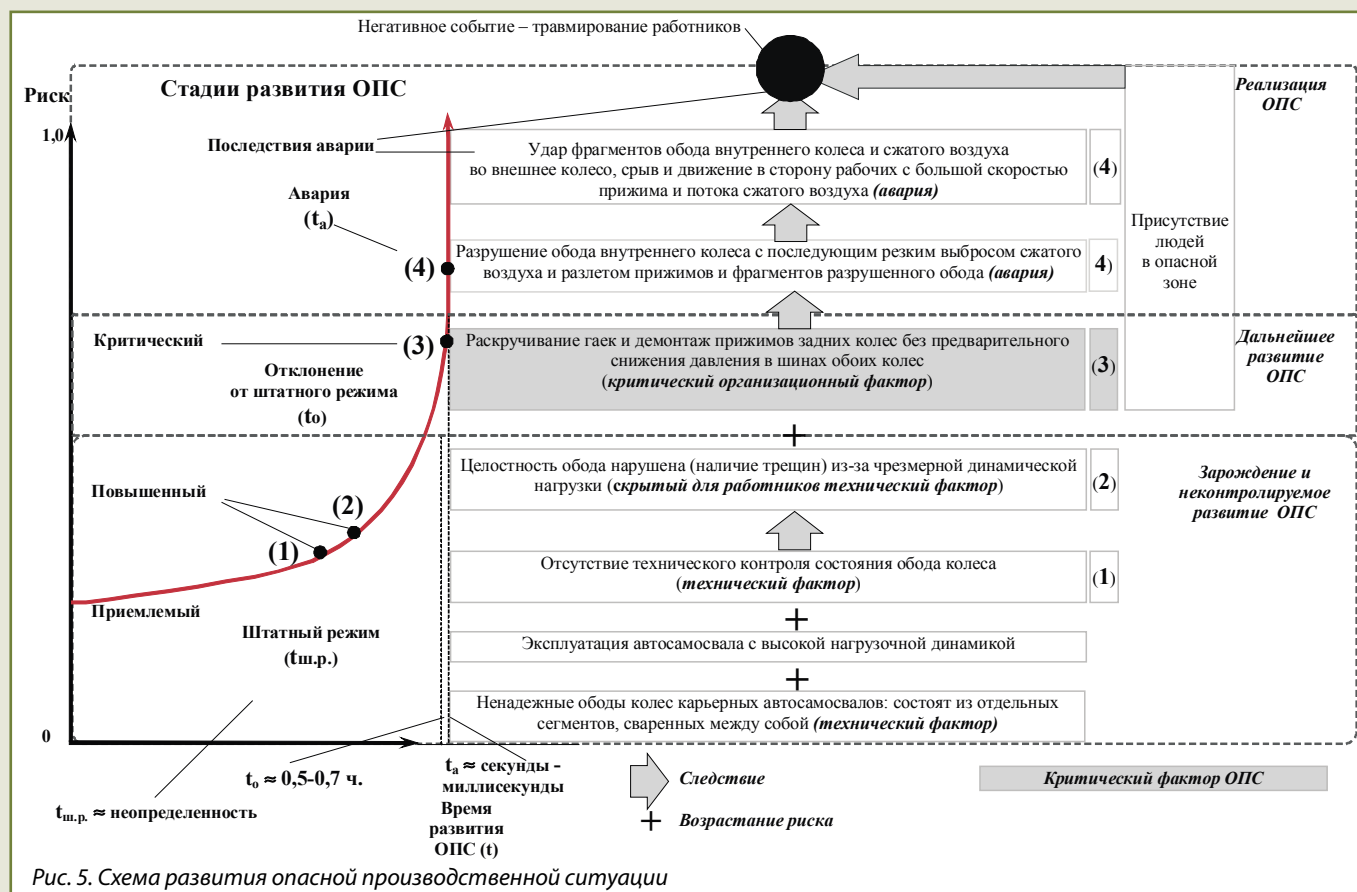 Негативное событие – травмирование работников
Стадии развития ОПС
Риск
1,0
Реализация
ОПС
Последствия аварии
Удар фрагментов обода внутреннего колеса и сжатого воздуха
во внешнее колесо, срыв и движение в сторону рабочих с большой скоростью
прижима и потока сжатого воздуха (авария)
(4)
Авария
(tа)
(4)
Разрушение обода внутреннего колеса с последующим резким выбросом сжатого
воздуха и разлетом прижимов и фрагментов разрушенного обода (авария)
4)
Присутствие
людей
в опасной
зоне
Критический
(3)
Отклонение
от штатного режима
(tо)
Раскручивание гаек и демонтаж прижимов задних колес без предварительного
снижения давления в шинах обоих колес
(критический организационный фактор)
(3)
Дальнейшее
развитие
ОПС
+
Повышенный
(2)
(1)
Целостность обода нарушена (наличие трещин) из-за чрезмерной динамической
нагрузки (скрытый для работников технический фактор)
(2)
Зарождение и
неконтролируемое
развитие ОПС
Отсутствие технического контроля состояния обода колеса
(технический фактор)
(1)
Приемлемый
Штатный режим
(tш.р.)
+
Эксплуатация автосамосвала с высокой нагрузочной динамикой
+
Ненадежные ободы колес карьерных автосамосвалов: состоят из отдельных
сегментов, сваренных между собой (технический фактор)
0
tо ≈ 0,5-0,7 ч.
tа ≈ секунды -
миллисекунды
tш.р. ≈ неопределенность
Время
развития
ОПС (t)
Следствие
+ Возрастание риска
Критический фактор ОПС
Рис. 5. Схема развития опасной производственной ситуации